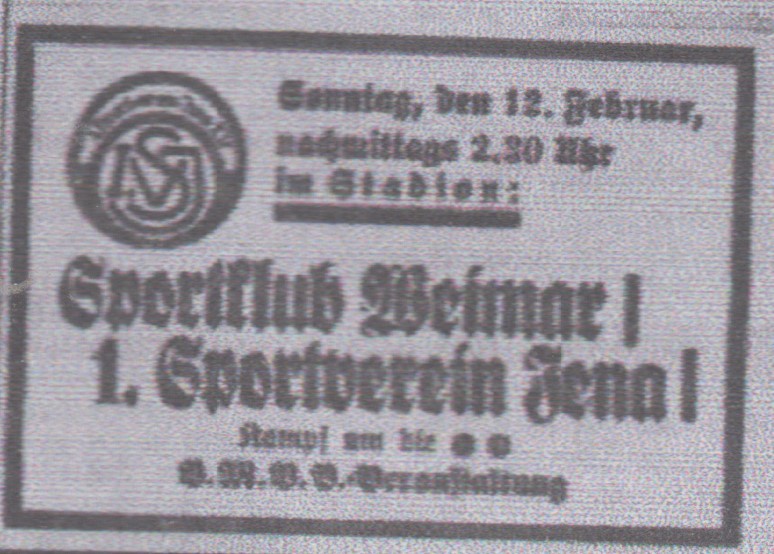 Sonntag, den 12. Februar,
nachmittags 2.30 Uhr
im Stadion:
Sportklub Weimar |
1. Sportverein Jena |
Kampf um die ● ●
V.M.B.V.-Veranstaltung